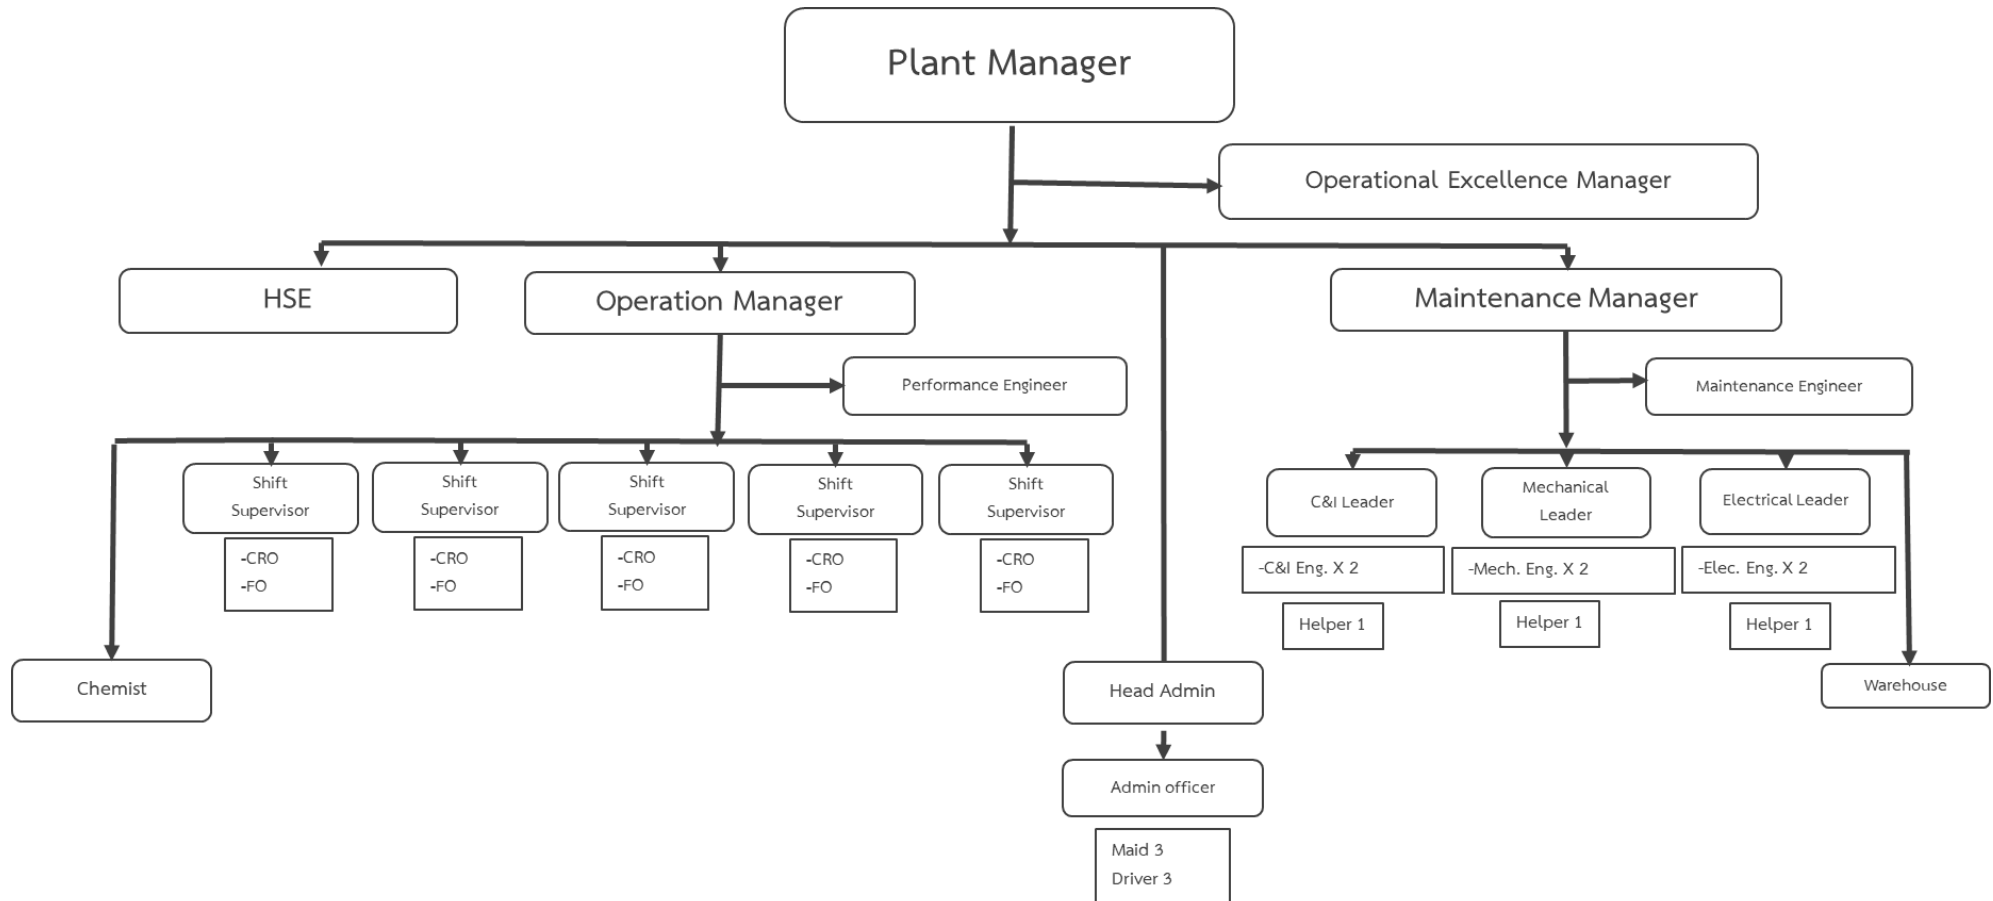 Plant Manager
Operational Excellence Manager
HSE
Operation Manager
Maintenance Manager
Performance Engineer
Maintenance Engineer
Shift
Supervisor
Shift
Supervisor
Shift
Supervisor
Shift
Supervisor
Shift
Supervisor
C&I Leader
Mechanical
Leader
Electrical Leader
-CRO
-FO
-CRO
-FO
-CRO
-FO
-CRO
-FO
-CRO
-FO
-C&I Eng. X 2
-Mech. Eng. X 2
-Elec. Eng. X 2
Helper 1
Helper 1
Helper 1
Chemist
Head Admin
Warehouse
Admin officer
Maid 3
Driver 3